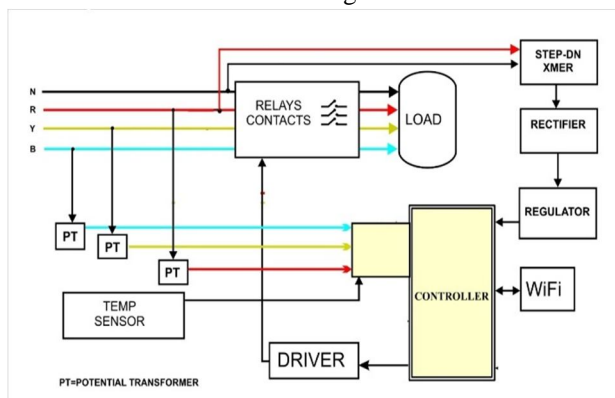 STEP-DN
XMER
N
R
Y
B
RELAYS
CONTACTS
LOAD
RECTIFIER
REGULATOR
PT
PT
PT
TEMP
SENSOR
CONTROLLER
WiFi
DRIVER
PT=POTENTIAL TRANSFORMER